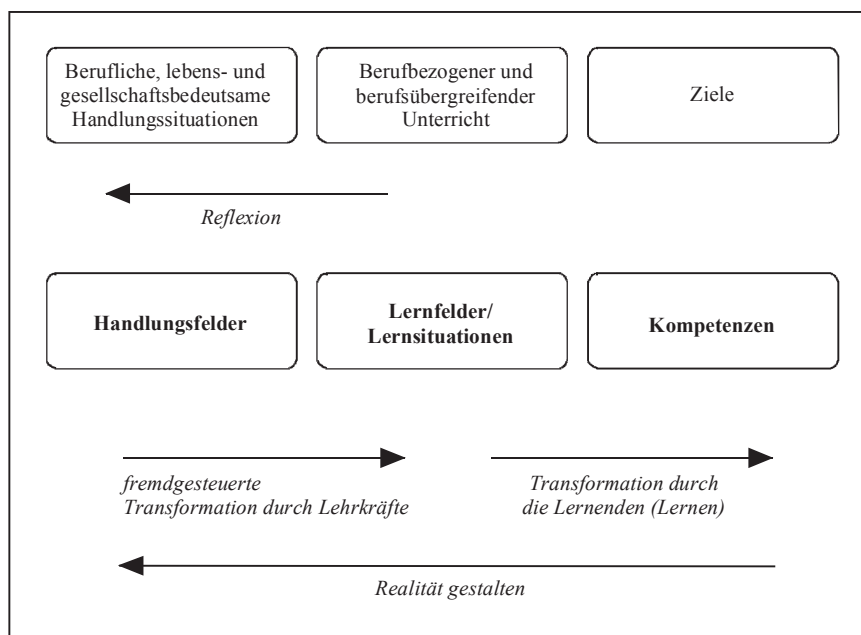 Berufliche, lebens- und
gesellschaftsbedeutsame
Handlungssituationen
Berufbezogener und
berufsübergreifender
Unterricht
Ziele
Reflexion
Handlungsfelder
Lernfelder/
Lernsituationen
Kompetenzen
fremdgesteuerte
Transformation durch Lehrkräfte
Transformation durch
die Lernenden (Lernen)
Realität gestalten